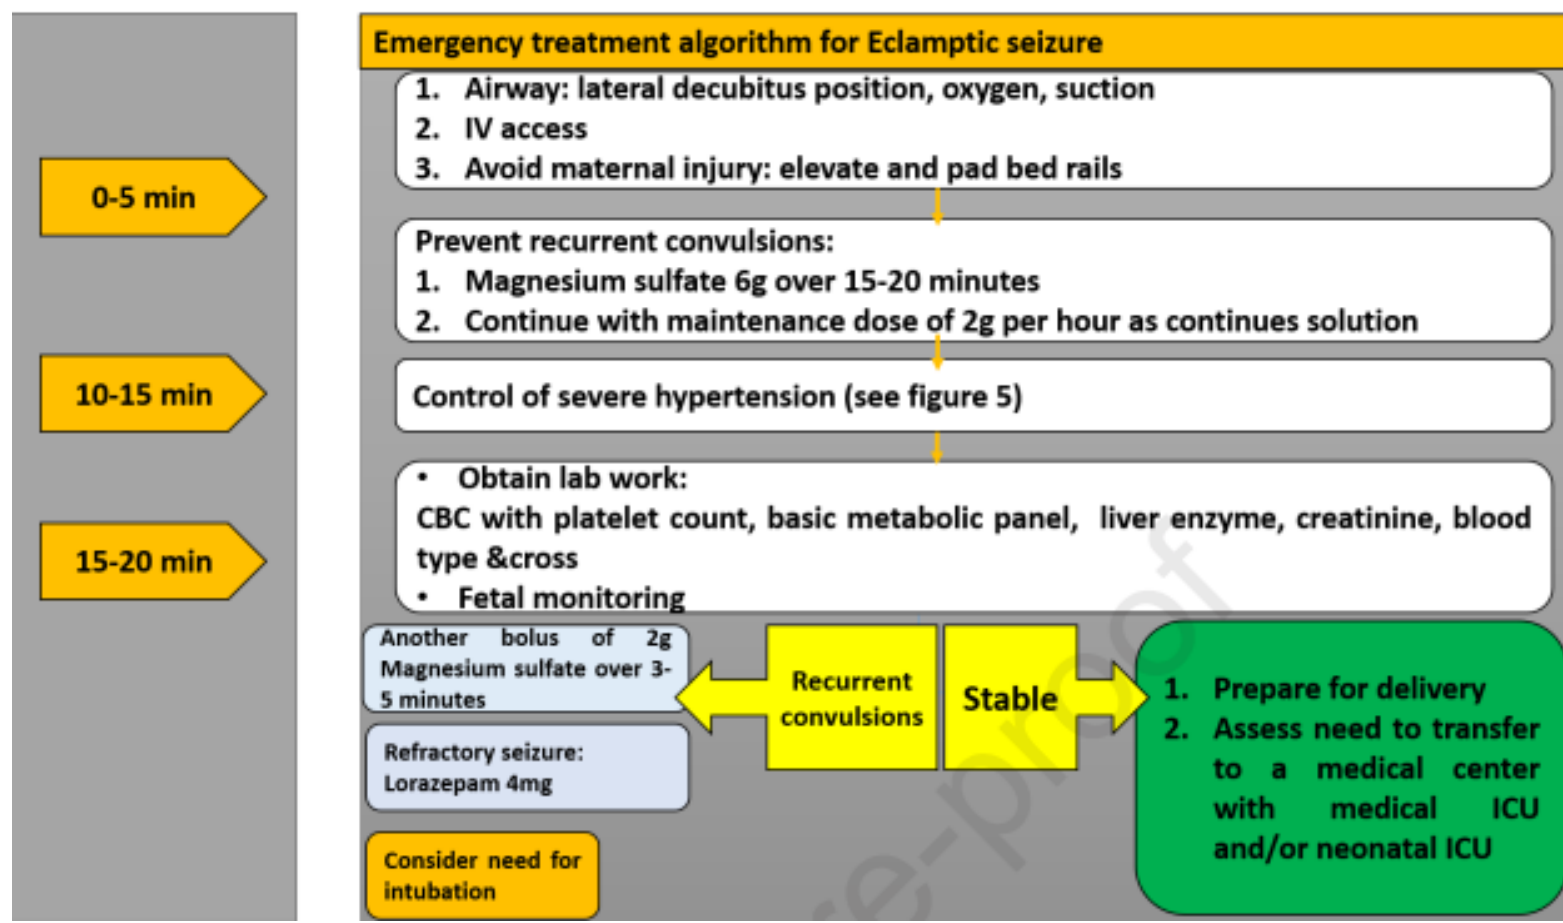 Emergency treatment algorithm for Eclamptic seizure
1. Airway: lateral decubitus position, oxygen, suction
2. IV access
3. Avoid maternal injury: elevate and pad bed rails
0-5 min
Prevent recurrent convulsions:
1. Magnesium sulfate 6g over 15-20 minutes
2. Continue with maintenance dose of 2g per hour as continues solution
10-15 min
Control of severe hypertension (see figure 5)
15-20 min
• Obtain lab work:
CBC with platelet count, basic metabolic panel, liver enzyme, creatinine, blood
type &cross
• Fetal monitoring
Another bolus of 2g
Magnesium sulfate over 3-
5 minutes
Refractory seizure:
Lorazepam 4mg
Consider need for
intubation
Recurrent
convulsions
Stable
1. Prepare for delivery
2. Assess need to transfer
to a medical center
with medical ICU
and/or neonatal ICU
re-proof